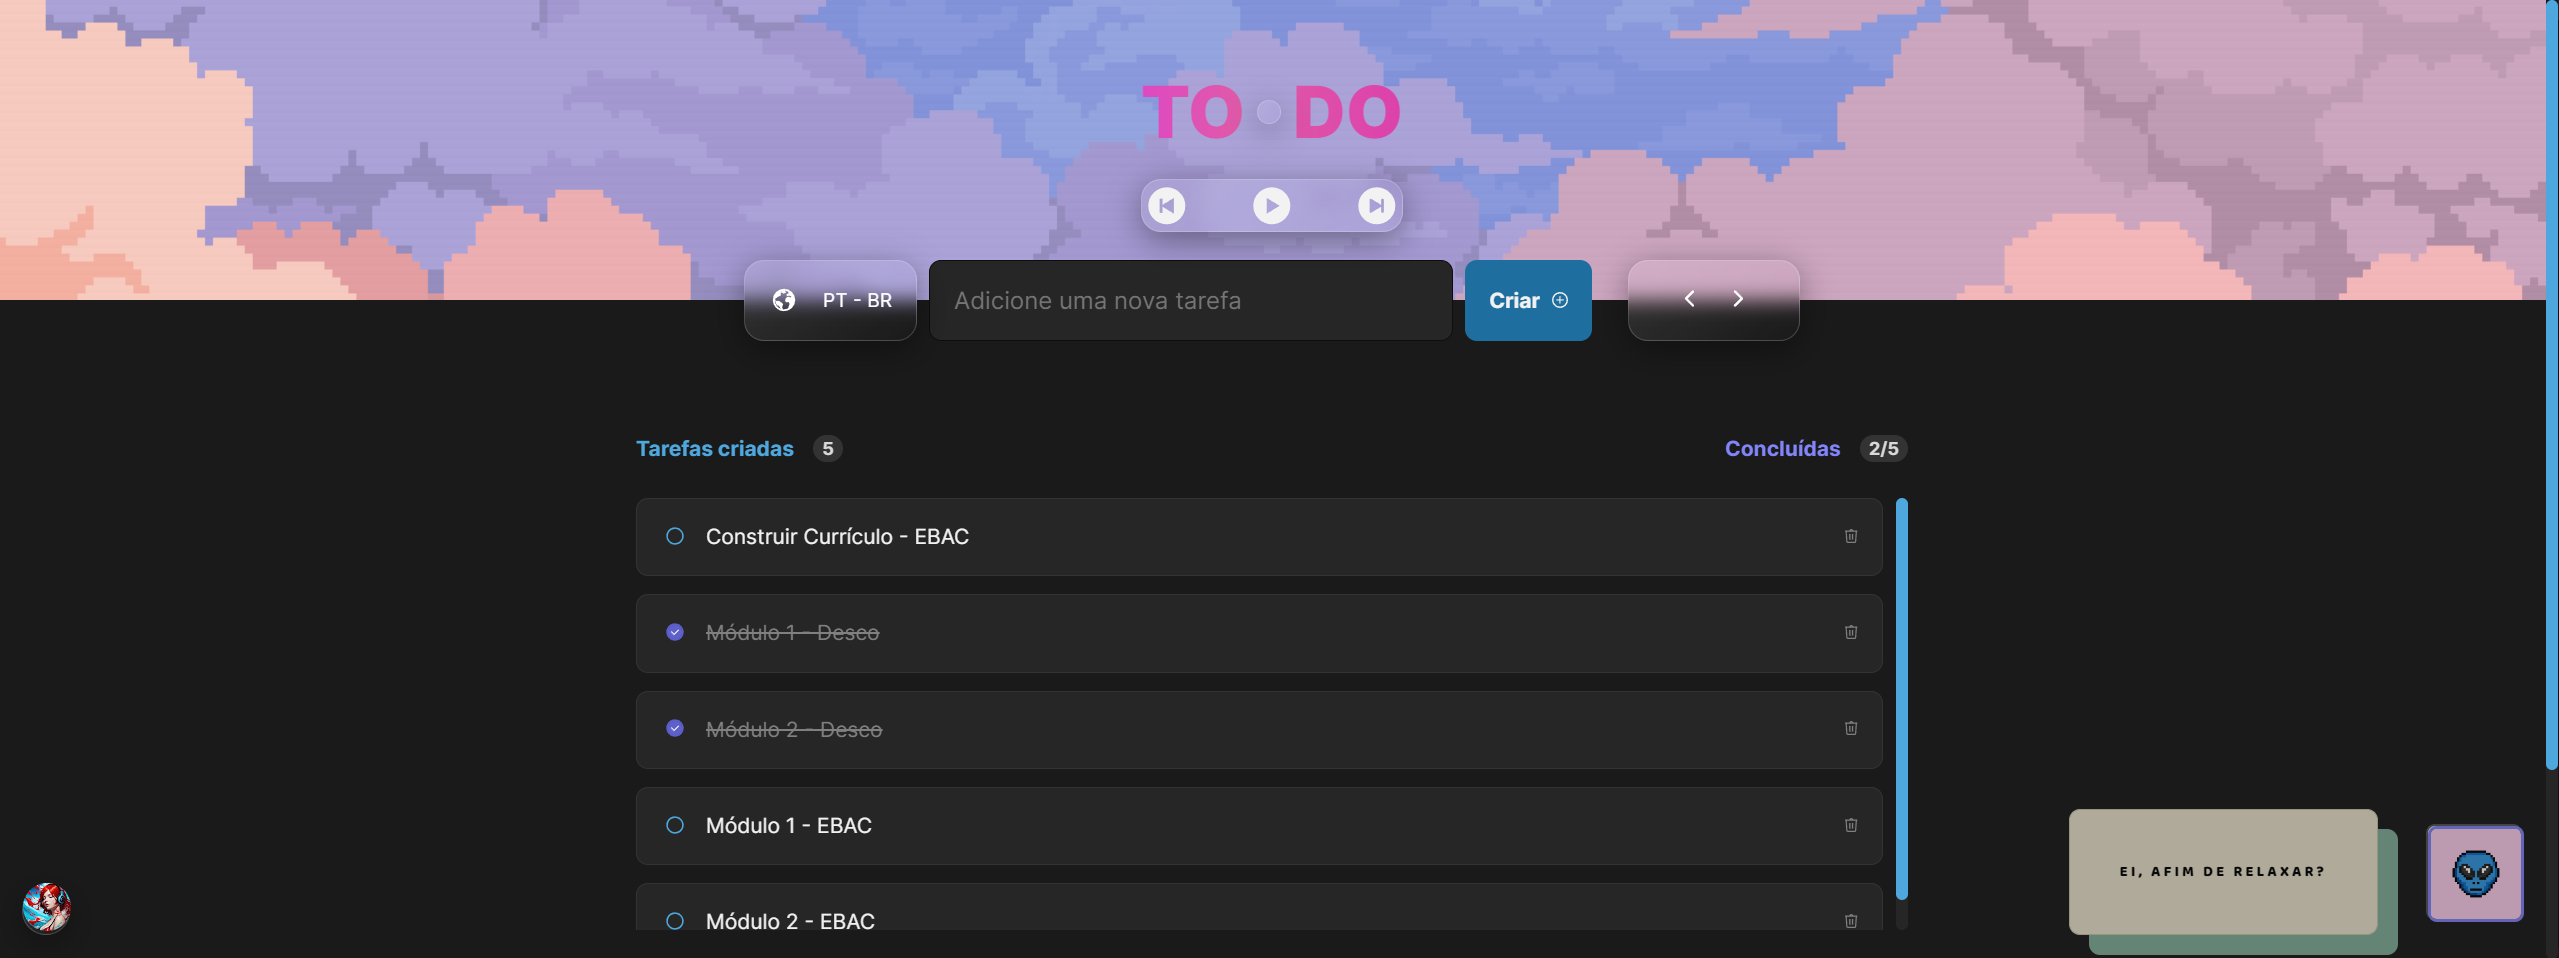 TO DO
PT - BR
Adicione uma nova tarefa
Criar
Tarefas criadas 5
Concluídas 2/5
Construir Currículo - EBAC
Módulo 1 - Desco
Módulo 2 - Desco
Módulo 1 - EBAC
Módulo 2 - EBAC
EI, AFIM DE RELAXAR?